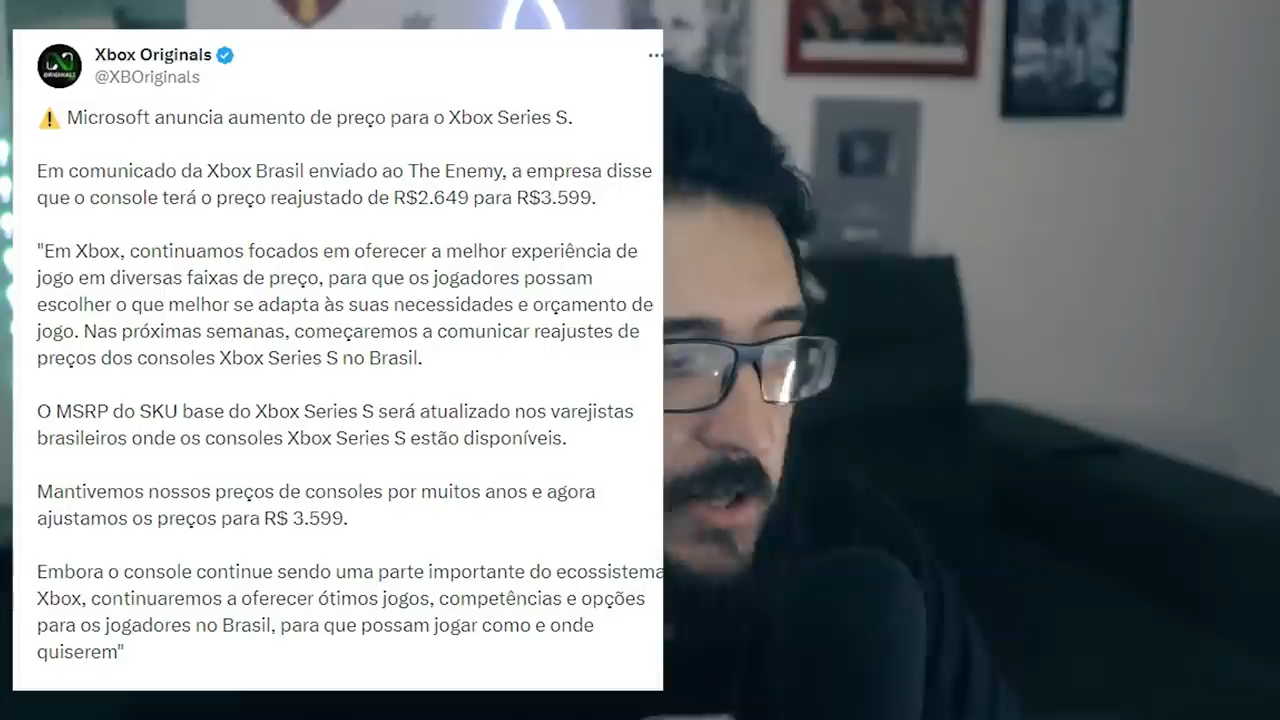 Xbox Originals
@XBOriginals
⚠ Microsoft anuncia aumento de preço para o Xbox Series S.
Em comunicado da Xbox Brasil enviado ao The Enemy, a empresa disse
que o console terá o preço reajustado de R$2.649 para R$3.599.
"Em Xbox, continuamos focados em oferecer a melhor experiência de
jogo em diversas faixas de preço, para que os jogadores possam
escolher o que melhor se adapta às suas necessidades e orçamento de
jogo. Nas próximas semanas, começaremos a comunicar reajustes de
preços dos consoles Xbox Series S no Brasil.
O MSRP do SKU base do Xbox Series S será atualizado nos varejistas
brasileiros onde os consoles Xbox Series S estão disponíveis.
Mantivemos nossos preços de consoles por muitos anos e agora
ajustamos os preços para R$ 3.599.
Embora o console continue sendo uma parte importante do ecossistema
Xbox, continuaremos a oferecer ótimos jogos, competências e opções
para os jogadores no Brasil, para que possam jogar como e onde
quiserem"